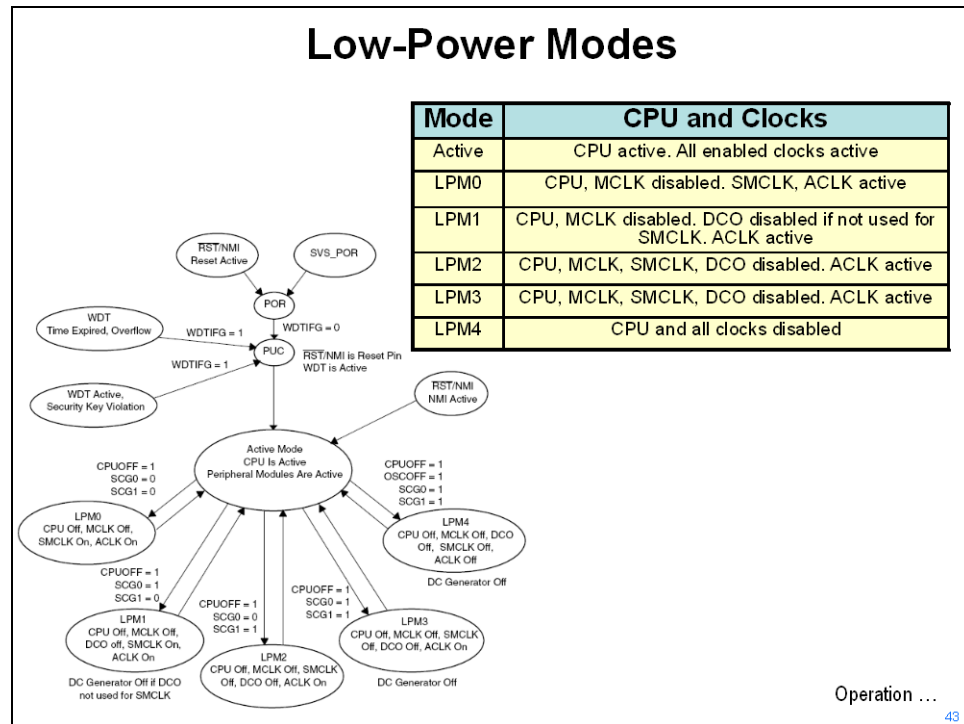 Low-Power Modes
Mode CPU and Clocks
Active CPU active. All enabled clocks active
LPM0 CPU, MCLK disabled. SMCLK, ACLK active
LPM1 CPU, MCLK disabled. DCO disabled if not used for
SMCLK. ACLK active
LPM2 CPU, MCLK, SMCLK, DCO disabled. ACLK active
LPM3 CPU, MCLK, SMCLK, DCO disabled. ACLK active
LPM4 CPU and all clocks disabled
RST/NMI
Reset Active
SVS_POR
POR
WDT
Time Expired, Overflow
WDTIFG = 1
WDTIFG = 0
PUC
RST/NMI is Reset Pin
WDT is Active
WDTIFG = 1
WDT Active,
Security Key Violation
RST/NMI
NMI Active
Active Mode
CPU Is Active
Peripheral Modules Are Active
CPUOFF = 1
SCG0 = 0
SCG1 = 0
CPUOFF = 1
OSCOFF = 1
SCG0 = 1
SCG1 = 1
LPM0
CPU Off, MCLK Off,
SMCLK On, ACLK On
LPM4
CPU Off, MCLK Off, DCO
Off, SMCLK Off,
ACLK Off
DC Generator Off
CPUOFF = 1
SCG0 = 1
SCG1 = 0
CPUOFF = 1
SCG0 = 0
SCG1 = 1
CPUOFF = 1
SCG0 = 1
SCG1 = 1
LPM1
CPU Off, MCLK Off,
DCO off, SMCLK On,
ACLK On
DC Generator Off if DCO
not used for SMCLK
LPM2
CPU Off, MCLK Off, SMCLK
Off, DCO Off, ACLK On
LPM3
CPU Off, MCLK Off, SMCLK
Off, DCO Off, ACLK On
DC Generator Off
Operation …
43